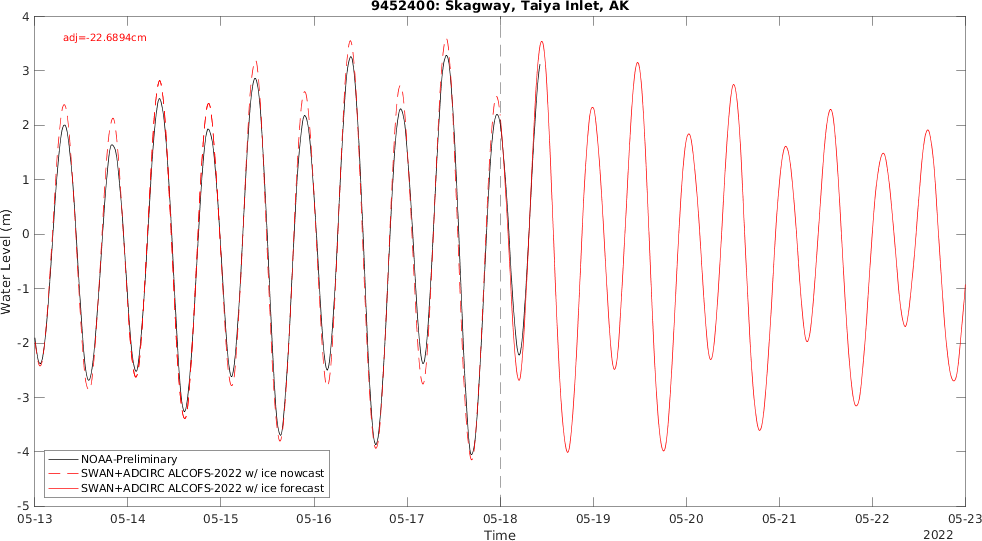 9452400: Skagway, Taiya Inlet, AK
adj=-22.6894cm
4
3
2
1
0
-1
-2
-3
-4
-5
Water Level (m)
NOAA-Preliminary
SWAN+ADCIRC ALCOFS-2022 w/ ice nowcast
SWAN+ADCIRC ALCOFS-2022 w/ ice forecast
05-13 05-14 05-15 05-16 05-17 05-18 05-19 05-20 05-21 05-22 05-23
Time
2022